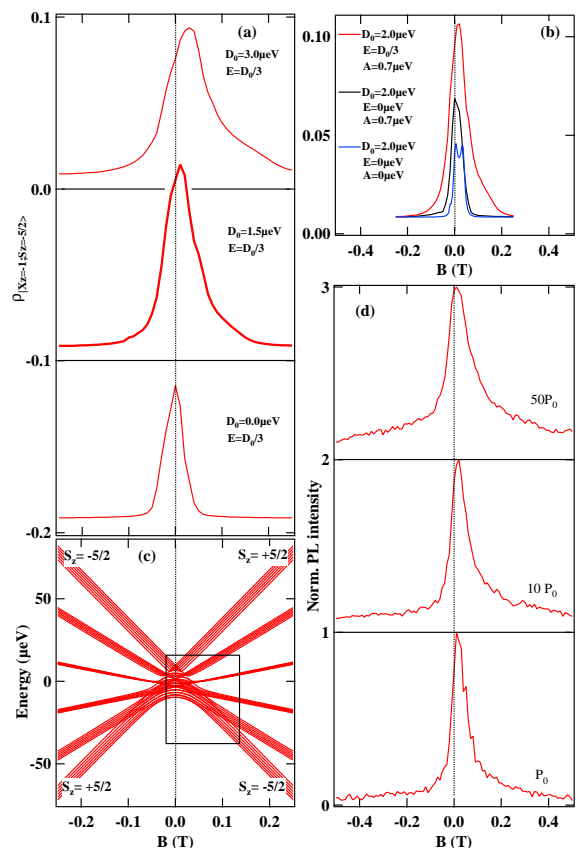 (a)
0.1
0.0
-0.1
-0.2
ρ|Xz=-1;Sz=-5/2>
D₀=3.0µeV
E=D₀/3
D₀=1.5µeV
E=D₀/3
D₀=0.0µeV
E=D₀/3
(b)
0.10
0.05
0.00
D₀=2.0µeV
E=D₀/3
A=0.7µeV
D₀=2.0µeV
E=0µeV
A=0.7µeV
D₀=2.0µeV
E=0µeV
A=0µeV
-0.4 -0.2 0.0 0.2 0.4
B (T)
(c)
S_z= -5/2
S_z= +5/2
50
0
-50
Energy (µeV)
S_z= +5/2
S_z= -5/2
-0.2 -0.1 0.0 0.1 0.2
B (T)
(d)
3
2
1
0
Norm. PL intensity
50P₀
10 P₀
P₀
-0.4 -0.2 0.0 0.2 0.4
B (T)